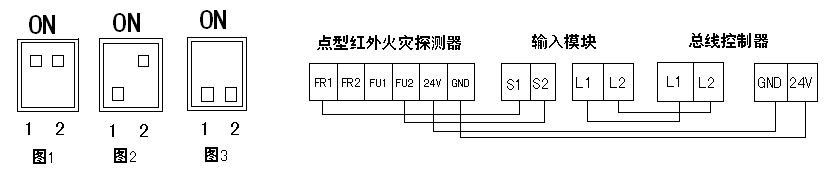 ON
1 2
图1
ON
1 2
图2
ON
1 2
图3
点型红外火灾探测器
FR1 FR2 FU1 FU2 24V GND
输入模块
S1 S2 L1 L2
总线控制器
L1 L2 GND 24V